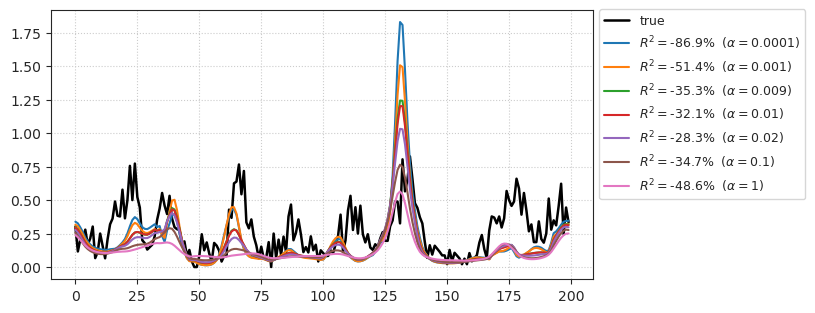 1.75
1.50
1.25
1.00
0.75
0.50
0.25
0.00
0 25 50 75 100 125 150 175 200
true
R² = -86.9% (α = 0.0001)
R² = -51.4% (α = 0.001)
R² = -35.3% (α = 0.009)
R² = -32.1% (α = 0.01)
R² = -28.3% (α = 0.02)
R² = -34.7% (α = 0.1)
R² = -48.6% (α = 1)